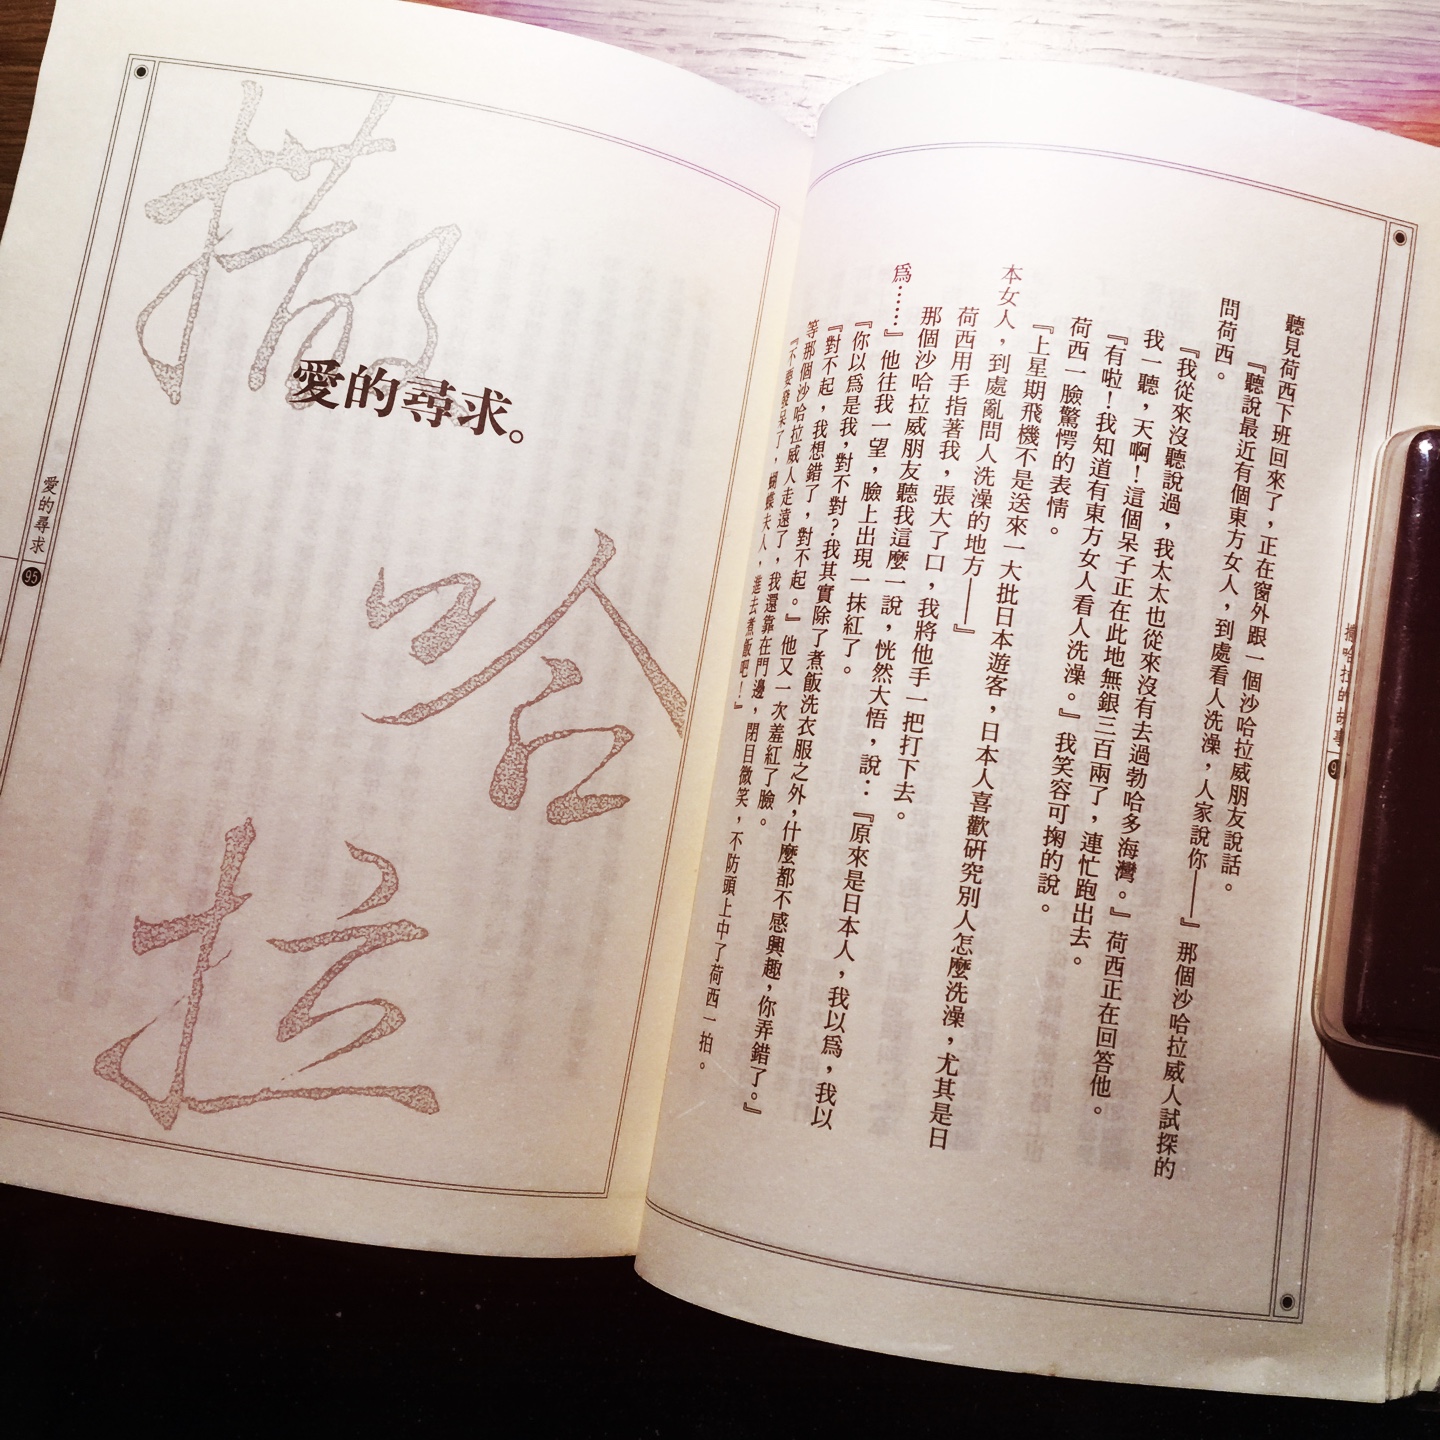 聽見荷西下班回來了，正在窗外跟一個沙哈拉威朋友說話。
『聽說最近有個東方女人，到處看人洗澡，人家說你——』那個沙哈拉威人試探的
問荷西。
『我從來沒聽說過，我太太也從來沒有去過勃哈多海灣。』荷西正在回答他。
我一聽，天啊！這個呆子正在此地無銀三百兩了，連忙跑出去。
『有啦！我知道有東方女人看人洗澡。』我笑容可掬的說。
荷西一臉驚愕的表情。
『上星期飛機不是送來一大批日本遊客，日本人喜歡研究別人怎麼洗澡，尤其是日
本女人，到處亂問人洗澡的地方——』
荷西用手指著我，張大了口，我將他手一把打下去。
那個沙哈拉威朋友聽我這麼一說，恍然大悟，說：『原來是日本人，我以為，我以
為……』他往我一望，臉上出現一抹紅了。
『你以為是我，對不對？我其實除了煮飯洗衣服之外，什麼都不感興趣，你弄錯了。』
『對不起，我想錯了，對不起。』他又一次羞紅了臉。
等那個沙哈拉威人走遠了，我還靠在門邊，閉目微笑，不防頭上中了荷西一拍。
『不要發呆了，蝴蝶夫人，進去煮飯吧！』
撒哈拉的故事
撒哈拉
愛的尋求。
愛的尋求
95